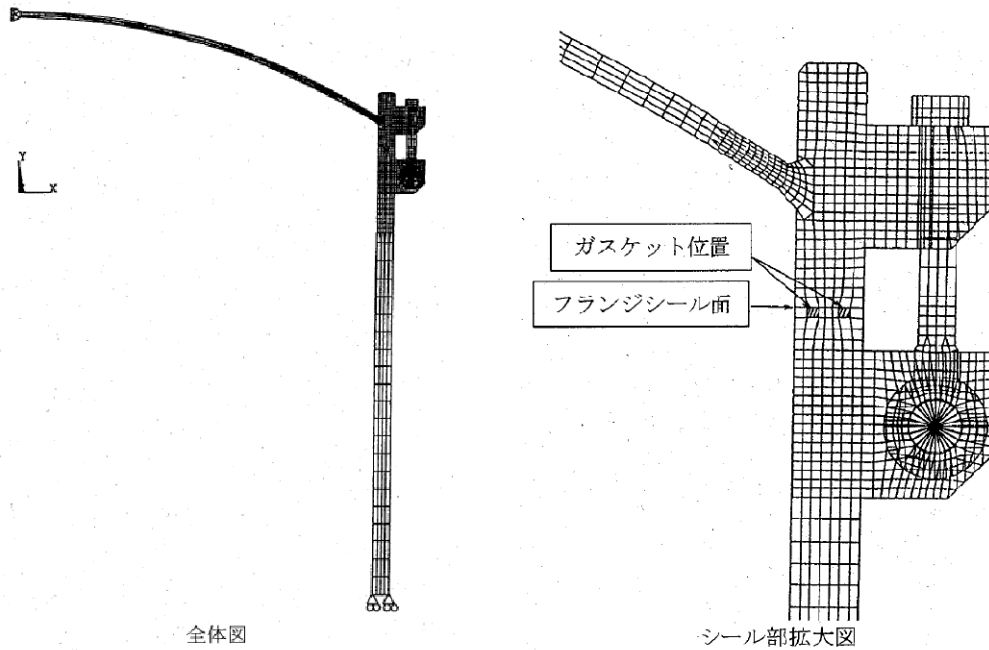 Y
X
ガスケット位置
フランジシール面
全体図
シール部拡大図